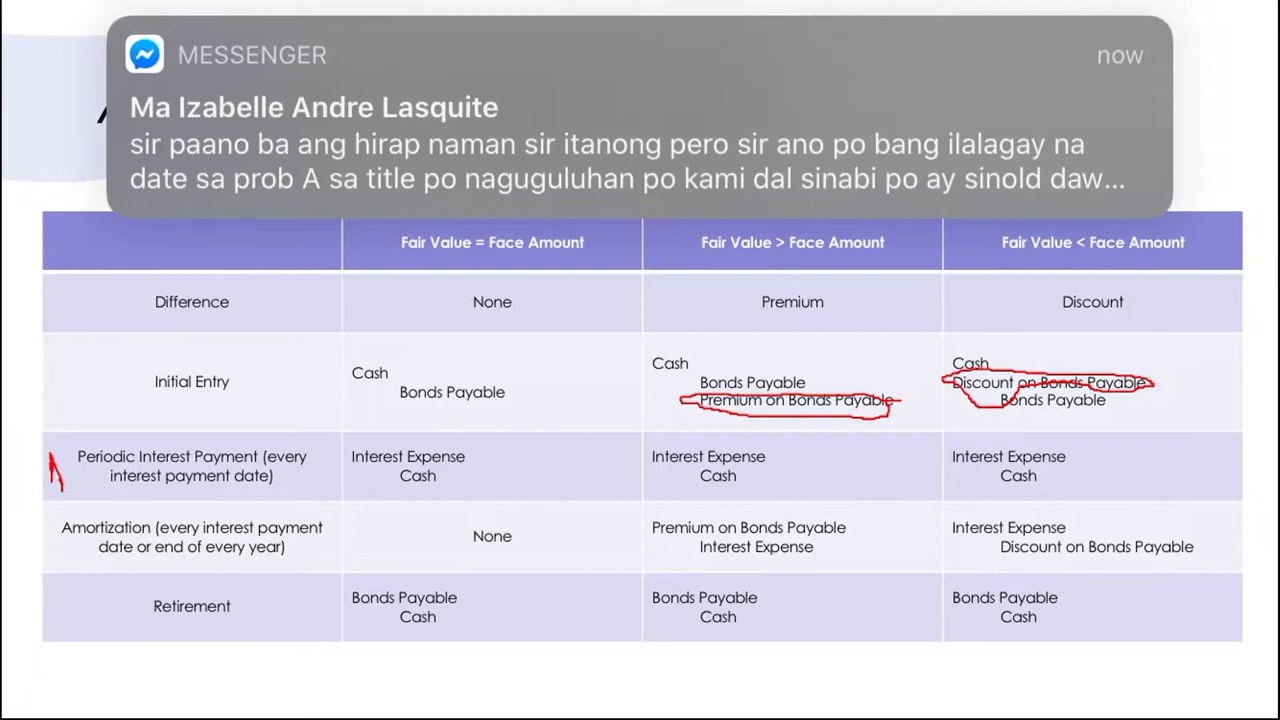 MESSENGER
now
Ma Izabelle Andre Lasquite
sir paano ba ang hirap naman sir itanong pero sir ano po bang ilalagay na
date sa prob A sa title po naguguluhan po kami dal sinabi po ay sinold daw...
Fair Value = Face Amount
Fair Value > Face Amount
Fair Value < Face Amount
Difference
None
Premium
Discount
Initial Entry
Cash
Bonds Payable
Cash
Bonds Payable
Premium on Bonds Payable
Cash
Discount on Bonds Payable
Bonds Payable
Periodic Interest Payment (every
interest payment date)
Interest Expense
Cash
Interest Expense
Cash
Interest Expense
Cash
Amortization (every interest payment
date or end of every year)
None
Premium on Bonds Payable
Interest Expense
Interest Expense
Discount on Bonds Payable
Retirement
Bonds Payable
Cash
Bonds Payable
Cash
Bonds Payable
Cash